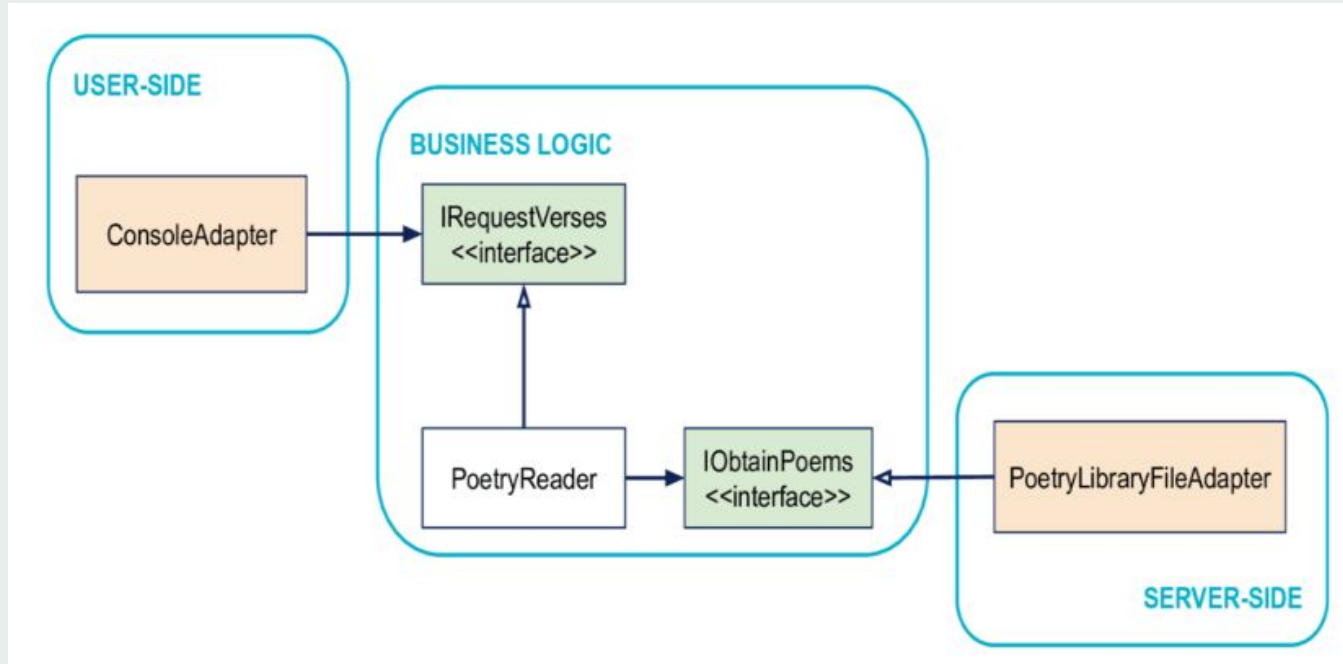 USER-SIDE
ConsoleAdapter
BUSINESS LOGIC
IRequestVerses
<<interface>>
PoetryReader
IObtainPoems
<<interface>>
PoetryLibraryFileAdapter
SERVER-SIDE